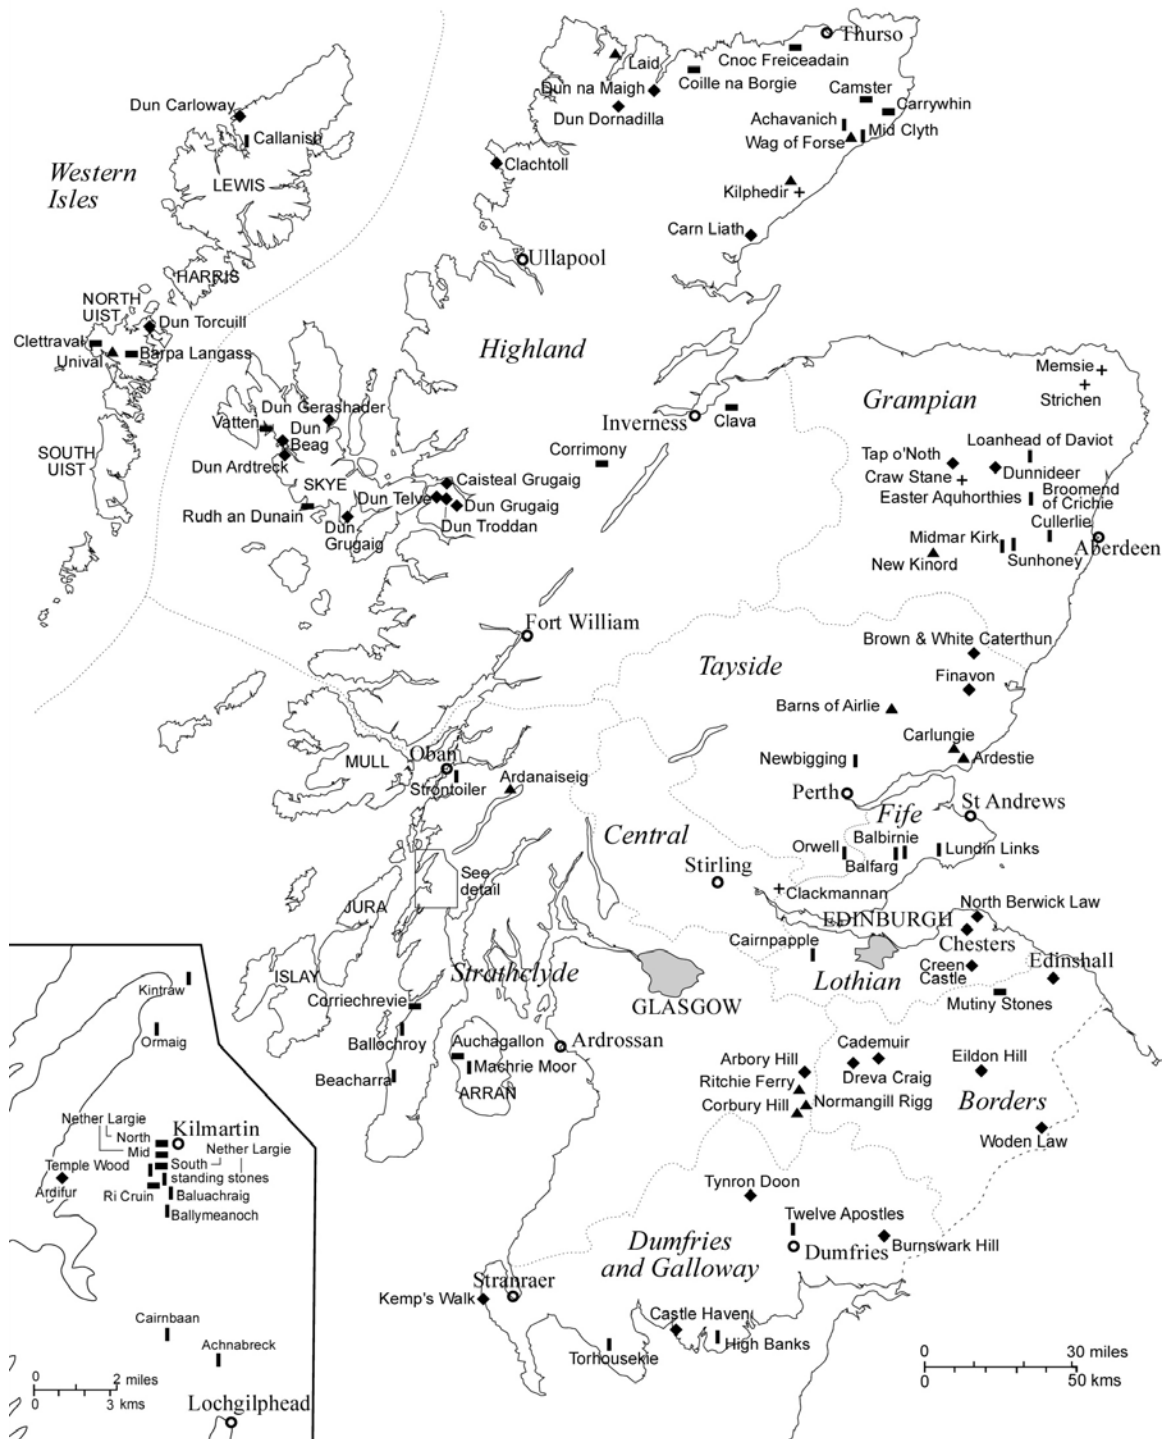 Thurso
Cnoc Freiceadain
Laid
Coille na Borgie
Dun na Maigh
Dun Dornadilla
Camster
Carrywhin
Achavanich
Mid Clyth
Wag of Forse
Dun Carloway
Callanish
Western
Isles
LEWIS
Clachtoll
Kilphedir
Carn Liath
Ullapool
HARRIS
NORTH
UIST
Dun Torcuill
Clettraval
Unival
Barpa Langass
Highland
Memsie
Strichen
Grampian
Dun Gerashader
Vatten
Dun
Beag
Dun Ardtreck
Inverness
Clava
SOUTH
UIST
Corrimony
Loanhead of Daviot
Tap o'Noth
Dunnideer
Craw Stane
Easter Aquhorthies
Broomend
of Crichie
SKYE
Caisteal Grugaig
Dun Telve
Dun Grugaig
Dun Troddan
Rudh an Dunain
Dun
Grugaig
Cullerlie
Midmar Kirk
Aberdeen
New Kinord
Sunhoney
Fort William
Brown & White Caterthun
Tayside
Finavon
Barns of Airlie
Carlungie
Ardestie
MULL
Oban
Strontoiler
Ardanaiseig
Newbigging
Perth
St Andrews
Fife
Central
Balbirnie
Orwell
Balfarg
Lundin Links
Stirling
See
detail
Clackmannan
JURA
North Berwick Law
EDINBURGH
Chesters
Cairnpapple
Edinshall
Lothian
Creen
Castle
Mutiny Stones
ISLAY
Strathclyde
GLASGOW
Corriechrevie
Ballochroy
Auchagallon
Ardrossan
Machrie Moor
Beacharra
ARRAN
Cademuir
Arbory Hill
Dreva Craig
Eildon Hill
Ritchie Ferry
Normangill Rigg
Corbury Hill
Borders
Woden Law
Tynron Doon
Twelve Apostles
Dumfries
and Galloway
Dumfries
Burnswark Hill
Stranraer
Kemp's Walk
Castle Haven
High Banks
Torhousekie
0 30 miles
0 50 kms
Kintraw
Ormaig
Nether Largie
North
Kilmartin
Mid
Nether Largie
Temple Wood
South
standing stones
Ardifur
Ri Cruin
Baluachraig
Ballymeanoch
Cairnbaan
Achnabreck
0 2 miles
0 3 kms
Lochgilphead